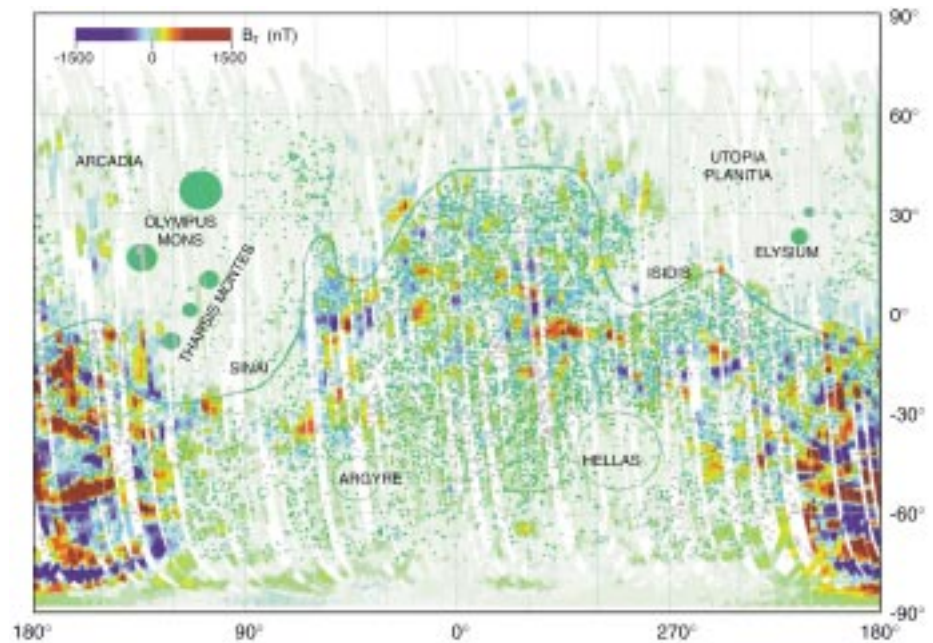 Bᵣ (nT)
-1500 0 1500
90°
60°
30°
0°
-30°
-60°
-90°
ARCADIA
OLYMPUS
MONS
THARSIS MONTES
SINAI
ARGYRE
HELLAS
ISIDIS
UTOPIA
PLANITIA
ELYSIUM
180° 90° 0° 270° 180°